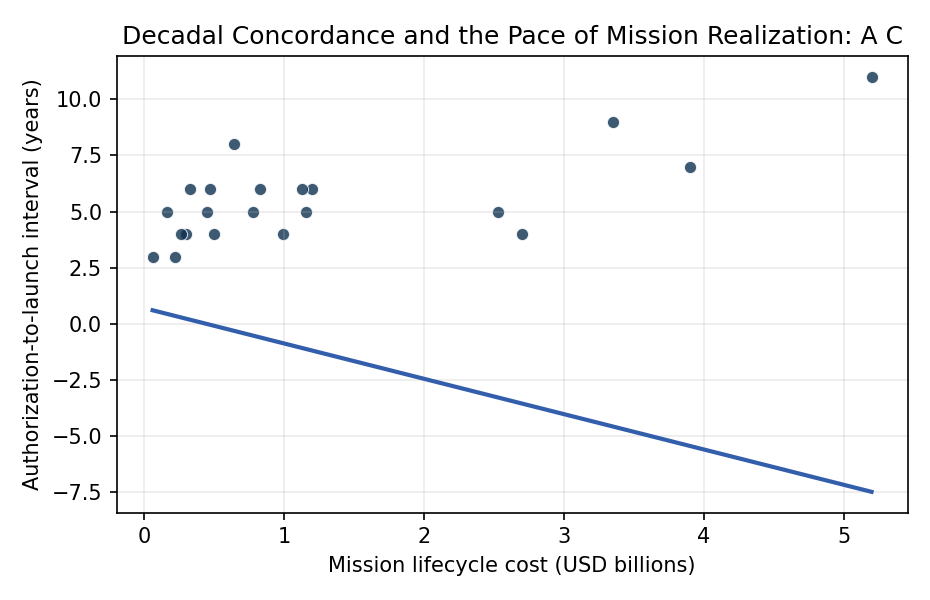 Decadal Concordance and the Pace of Mission Realization: A C
Authorization-to-launch interval (years)
10.0
7.5
5.0
2.5
0.0
−2.5
−5.0
−7.5
0 1 2 3 4 5
Mission lifecycle cost (USD billions)